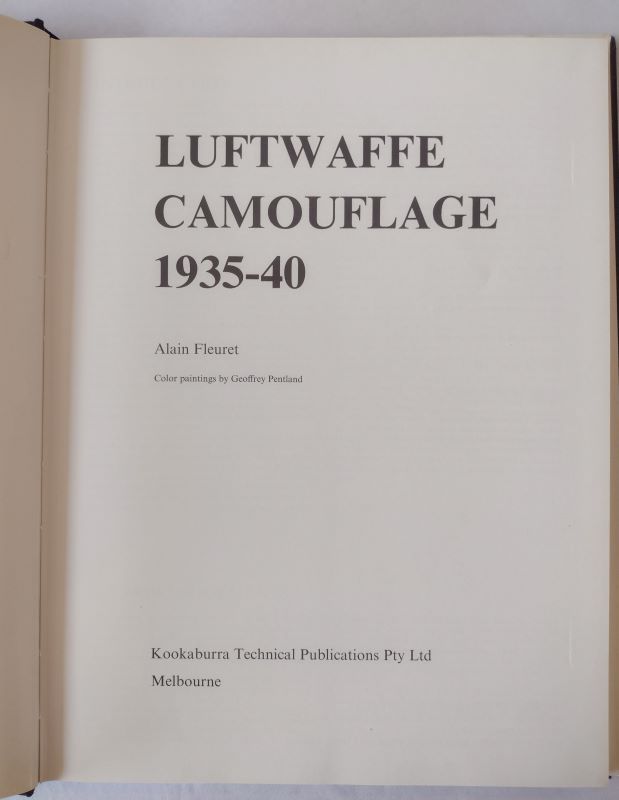 LUFTWAFFE
CAMOUFLAGE
1935-40
Alain Fleuret
Color paintings by Geoffrey Pentland
Kookaburra Technical Publications Pty Ltd
Melbourne